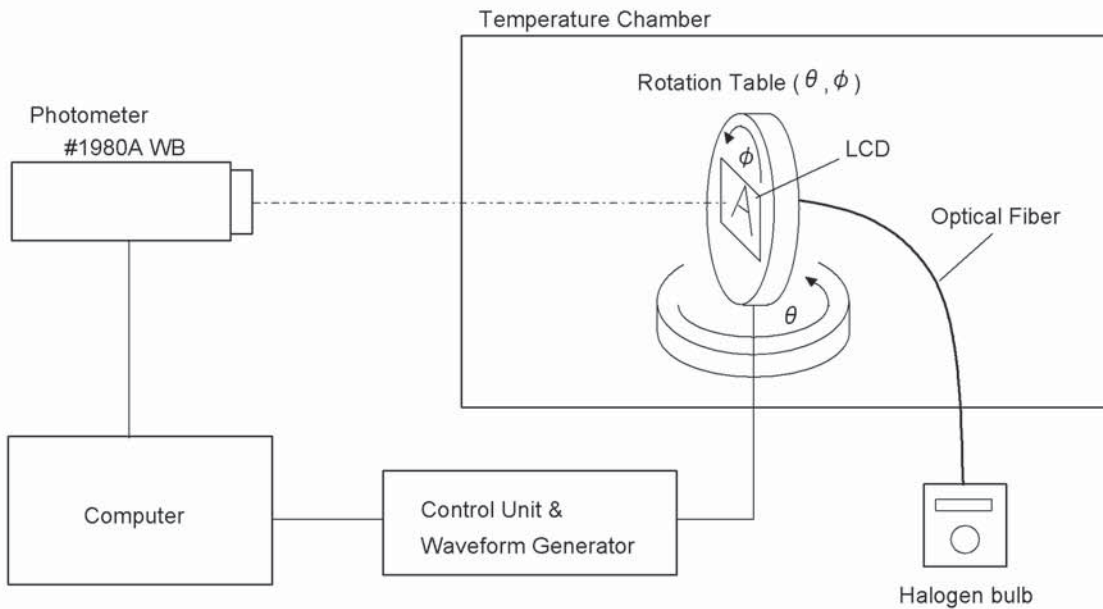 Temperature Chamber
Rotation Table ( θ , ϕ )
Photometer
#1980A WB
ϕ
LCD
A
Optical Fiber
θ
Computer
Control Unit &
Waveform Generator
Halogen bulb